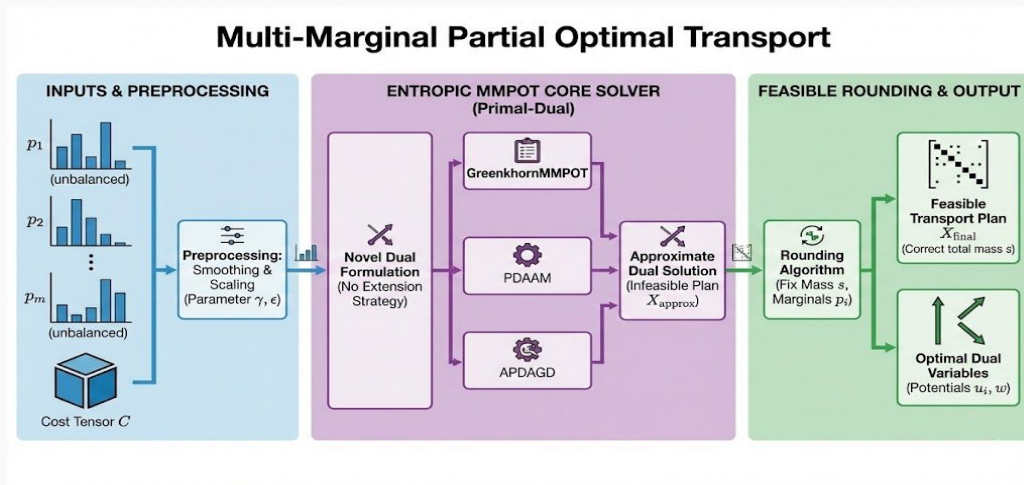 Multi-Marginal Partial Optimal Transport
INPUTS & PREPROCESSING
p₁
(unbalanced)
p₂
⋮
pₘ
(unbalanced)
Cost Tensor C
Preprocessing:
Smoothing &
Scaling
(Parameter γ, ϵ)
ENTROPIC MMPOT CORE SOLVER
(Primal-Dual)
Novel Dual
Formulation
(No Extension
Strategy)
GreenkhornMMPOT
PDAAM
APDAGD
Approximate
Dual Solution
(Infeasible Plan
X_approx)
FEASIBLE ROUNDING & OUTPUT
Rounding
Algorithm
(Fix Mass s,
Marginals pᵢ)
Feasible
Transport Plan
X_final
(Correct total mass s)
Optimal Dual
Variables
(Potentials uᵢ, w)